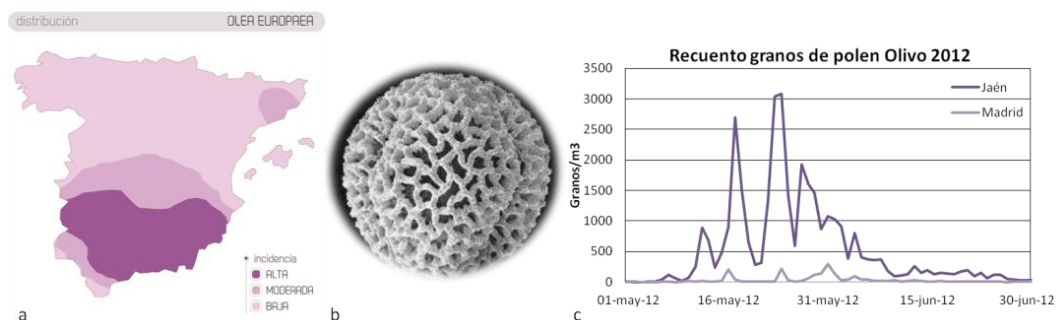 distribución OLEA EUROPAEA
incidencia
ALTA
MODERADA
BAJA
a
b
Recuento granos de polen Olivo 2012
Granos/m3
3500
3000
2500
2000
1500
1000
500
0
Jaén
Madrid
01-may-12 16-may-12 31-may-12 15-jun-12 30-jun-12
c